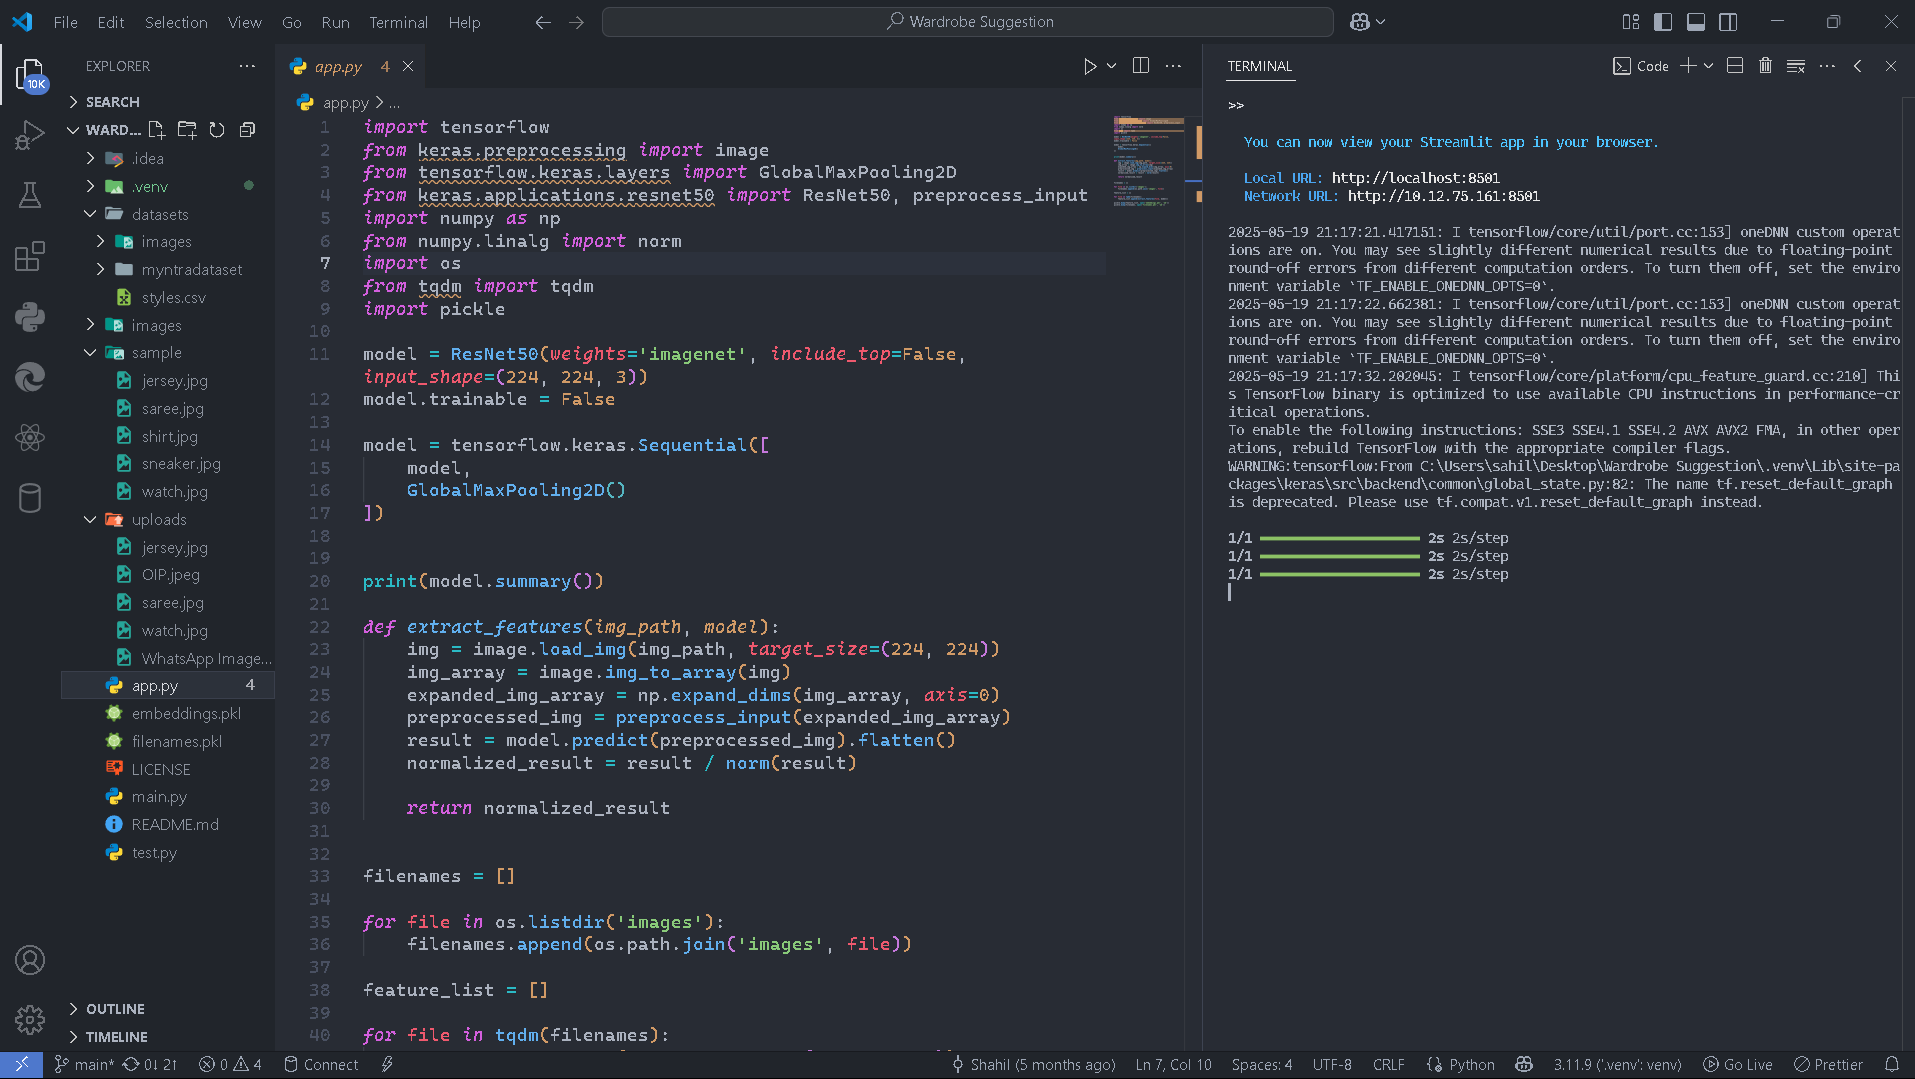 File Edit Selection View Go Run Terminal Help
Wardrobe Suggestion
10K
EXPLORER
SEARCH
WARD...
.idea
.venv
datasets
images
myntradataset
styles.csv
images
sample
jersey.jpg
saree.jpg
shirt.jpg
sneaker.jpg
watch.jpg
uploads
jersey.jpg
OIP.jpeg
saree.jpg
watch.jpg
WhatsApp Image...
app.py 4
embeddings.pkl
filenames.pkl
LICENSE
main.py
README.md
test.py
OUTLINE
TIMELINE
app.py 4
app.py > ...
1 import tensorflow
2 from keras.preprocessing import image
3 from tensorflow.keras.layers import GlobalMaxPooling2D
4 from keras.applications.resnet50 import ResNet50, preprocess_input
5 import numpy as np
6 from numpy.linalg import norm
7 import os
8 from tqdm import tqdm
9 import pickle
10
11 model = ResNet50(weights='imagenet', include_top=False,
input_shape=(224, 224, 3))
12 model.trainable = False
13
14 model = tensorflow.keras.Sequential([
15 model,
16 GlobalMaxPooling2D()
17 ])
18
19
20 print(model.summary())
21
22 def extract_features(img_path, model):
23 img = image.load_img(img_path, target_size=(224, 224))
24 img_array = image.img_to_array(img)
25 expanded_img_array = np.expand_dims(img_array, axis=0)
26 preprocessed_img = preprocess_input(expanded_img_array)
27 result = model.predict(preprocessed_img).flatten()
28 normalized_result = result / norm(result)
29
30 return normalized_result
31
32
33 filenames = []
34
35 for file in os.listdir('images'):
36 filenames.append(os.path.join('images', file))
37
38 feature_list = []
39
40 for file in tqdm(filenames):
TERMINAL
Code
>>
You can now view your Streamlit app in your browser.
Local URL: http://localhost:8501
Network URL: http://10.12.75.161:8501
2025-05-19 21:17:21.417151: I tensorflow/core/util/port.cc:153] oneDNN custom operat
ions are on. You may see slightly different numerical results due to floating-point
round-off errors from different computation orders. To turn them off, set the enviro
nment variable `TF_ENABLE_ONEDNN_OPTS=0`.
2025-05-19 21:17:22.662381: I tensorflow/core/util/port.cc:153] oneDNN custom operat
ions are on. You may see slightly different numerical results due to floating-point
round-off errors from different computation orders. To turn them off, set the enviro
nment variable `TF_ENABLE_ONEDNN_OPTS=0`.
2025-05-19 21:17:32.202045: I tensorflow/core/platform/cpu_feature_guard.cc:210] Thi
s TensorFlow binary is optimized to use available CPU instructions in performance-cr
itical operations.
To enable the following instructions: SSE3 SSE4.1 SSE4.2 AVX AVX2 FMA, in other oper
ations, rebuild TensorFlow with the appropriate compiler flags.
WARNING:tensorflow:From C:\Users\sahil\Desktop\Wardrobe Suggestion\.venv\Lib\site-pa
ckages\keras\src\backend\common\global_state.py:82: The name tf.reset_default_graph
is deprecated. Please use tf.compat.v1.reset_default_graph instead.
1/1 2s 2s/step
1/1 2s 2s/step
1/1 2s 2s/step
main* 0↓ 2↑ 0 4 Connect Shahil (5 months ago) Ln 7, Col 10 Spaces: 4 UTF-8 CRLF Python 3.11.9 ('.venv': venv) Go Live Prettier